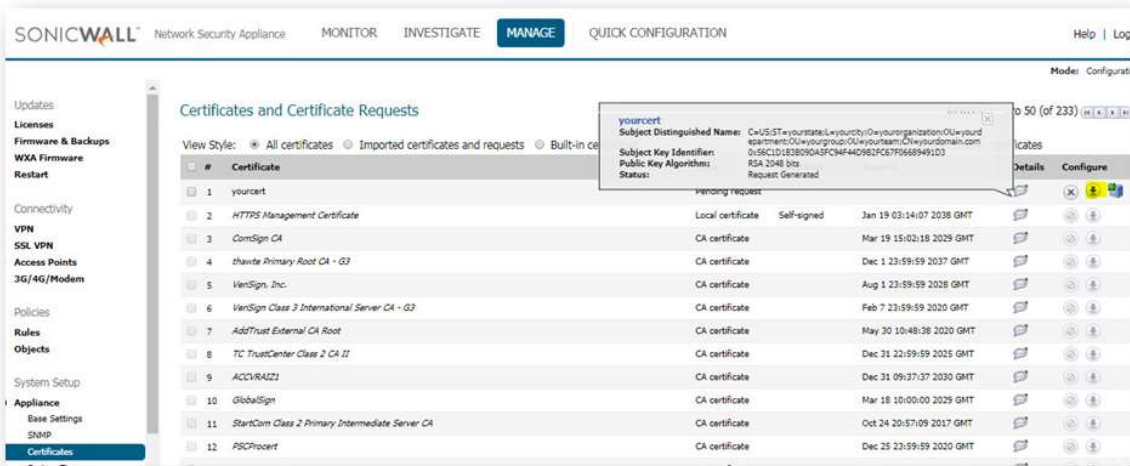 SONICWALL Network Security Appliance MONITOR INVESTIGATE MANAGE QUICK CONFIGURATION Help | Log
Mode: Configurati
Updates
Licenses
Firmware & Backups
WXA Firmware
Restart
Connectivity
VPN
SSL VPN
Access Points
3G/4G/Modem
Policies
Rules
Objects
System Setup
Appliance
Base Settings
SNMP
Certificates
Certificates and Certificate Requests
to 50 (of 233)
View Style: All certificates Imported certificates and requests Built-in ce
ficates
yourcert
Subject Distinguished Name: C=US;ST=yourstate;L=yourcity;O=yourorganization;OU=yourd
epartment;OU=yourgroup;OU=yourteam;CN=yourdomain.com
Subject Key Identifier:
Public Key Algorithm: RSA 2048 bits
Status: Request Generated
# Certificate Details Configure
1 yourcert Pending request
2 HTTPS Management Certificate Local certificate Self-signed Jan 19 03:14:07 2038 GMT
3 ComSign CA CA certificate Mar 19 15:02:18 2029 GMT
4 thawte Primary Root CA - G3 CA certificate Dec 1 23:59:59 2037 GMT
5 VeriSign, Inc. CA certificate Aug 1 23:59:59 2028 GMT
6 VeriSign Class 3 International Server CA - G3 CA certificate Feb 7 23:59:59 2020 GMT
7 AddTrust External CA Root CA certificate May 30 10:48:38 2020 GMT
8 TC TrustCenter Class 2 CA II CA certificate Dec 31 22:59:59 2025 GMT
9 ACCVRAIZ1 CA certificate Dec 31 09:37:37 2030 GMT
10 GlobalSign CA certificate Mar 18 10:00:00 2029 GMT
11 StartCom Class 2 Primary Intermediate Server CA CA certificate Oct 24 20:57:09 2017 GMT
12 PSCProcert CA certificate Dec 25 23:59:59 2020 GMT